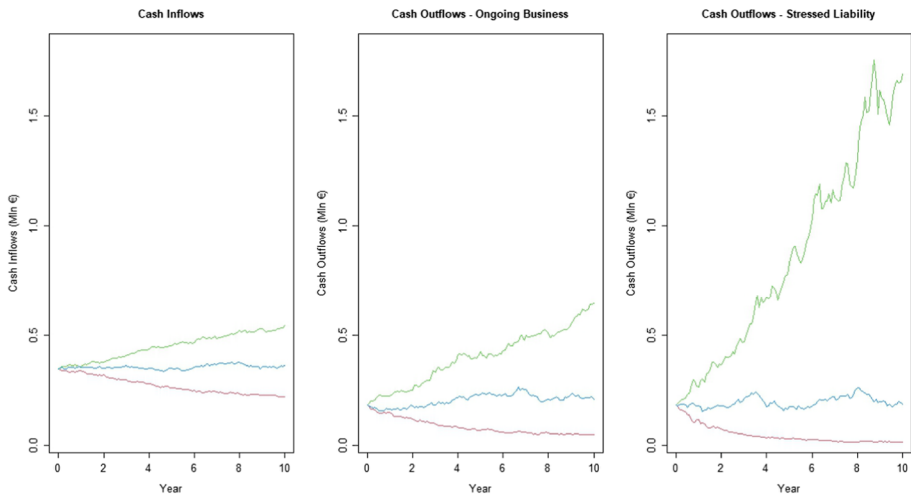 Cash Inflows
Cash Inflows (Mln €)
1.5
1.0
0.5
0.0
0 2 4 6 8 10
Year
Cash Outflows - Ongoing Business
Cash Outflows (Mln €)
1.5
1.0
0.5
0.0
0 2 4 6 8 10
Year
Cash Outflows - Stressed Liability
Cash Outflows (Mln €)
1.5
1.0
0.5
0.0
0 2 4 6 8 10
Year